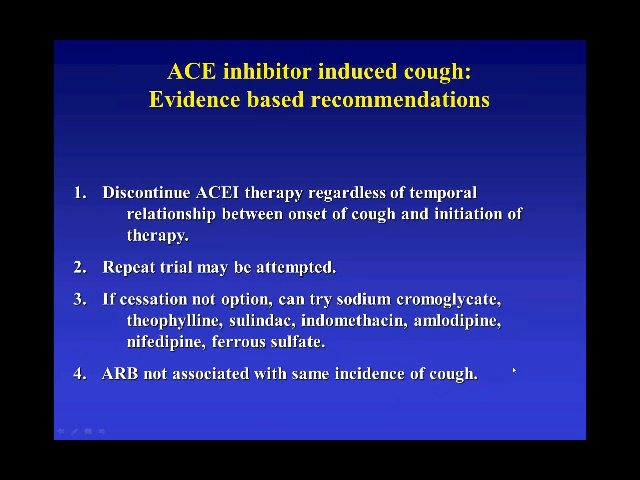 ACE inhibitor induced cough:
Evidence based recommendations
1. Discontinue ACEI therapy regardless of temporal
relationship between onset of cough and initiation of
therapy.
2. Repeat trial may be attempted.
3. If cessation not option, can try sodium cromoglycate,
theophylline, sulindac, indomethacin, amlodipine,
nifedipine, ferrous sulfate.
4. ARB not associated with same incidence of cough.